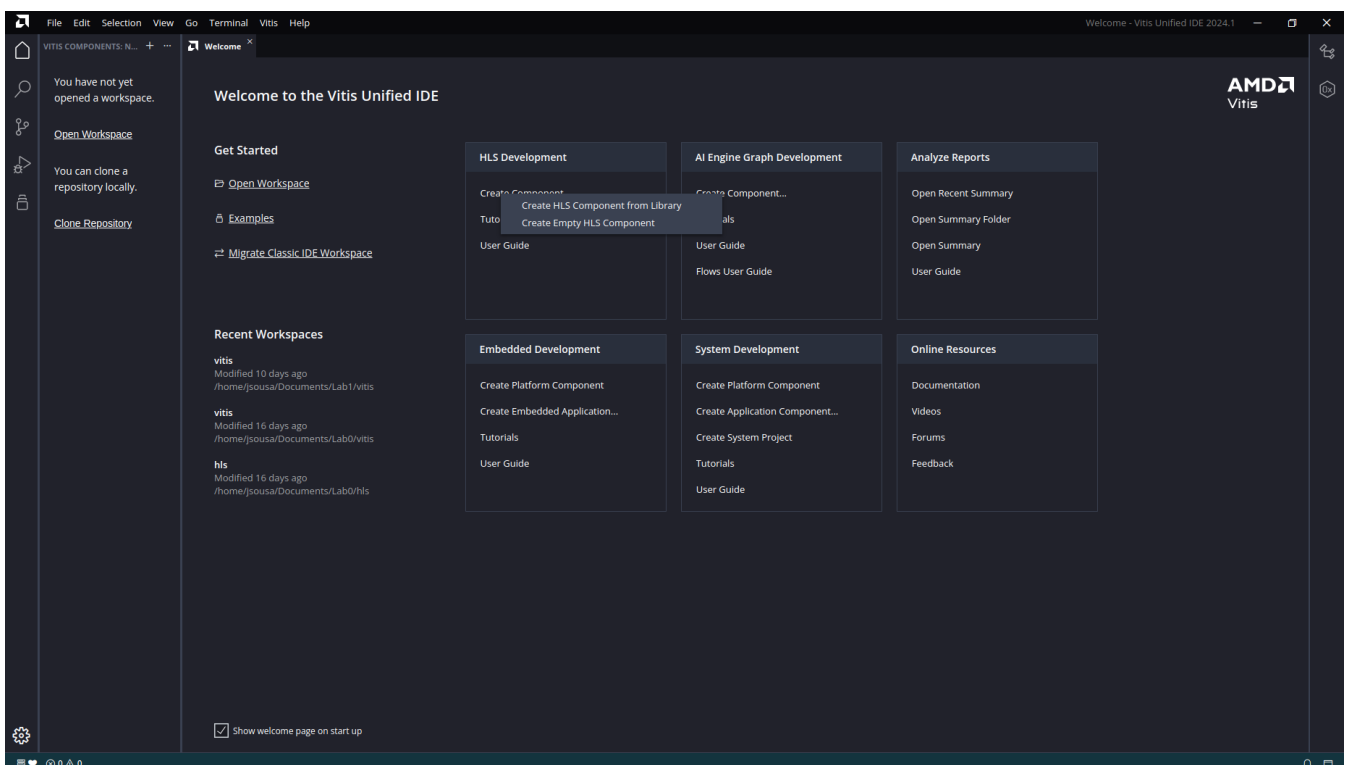 File Edit Selection View Go Terminal Vitis Help
Welcome - Vitis Unified IDE 2024.1
VITIS COMPONENTS: N...
Welcome
You have not yet
opened a workspace.
Open Workspace
You can clone a
repository locally.
Clone Repository
Welcome to the Vitis Unified IDE
AMD
Vitis
Get Started
Open Workspace
Examples
Migrate Classic IDE Workspace
Recent Workspaces
vitis
Modified 10 days ago
/home/jsousa/Documents/Lab1/vitis
vitis
Modified 16 days ago
/home/jsousa/Documents/Lab0/vitis
hls
Modified 16 days ago
/home/jsousa/Documents/Lab0/hls
HLS Development
Create Component
Create HLS Component from Library
Create Empty HLS Component
Tuto
User Guide
AI Engine Graph Development
Create Component...
als
User Guide
Flows User Guide
Analyze Reports
Open Recent Summary
Open Summary Folder
Open Summary
User Guide
Embedded Development
Create Platform Component
Create Embedded Application...
Tutorials
User Guide
System Development
Create Platform Component
Create Application Component...
Create System Project
Tutorials
User Guide
Online Resources
Documentation
Videos
Forums
Feedback
Show welcome page on start up
0 0